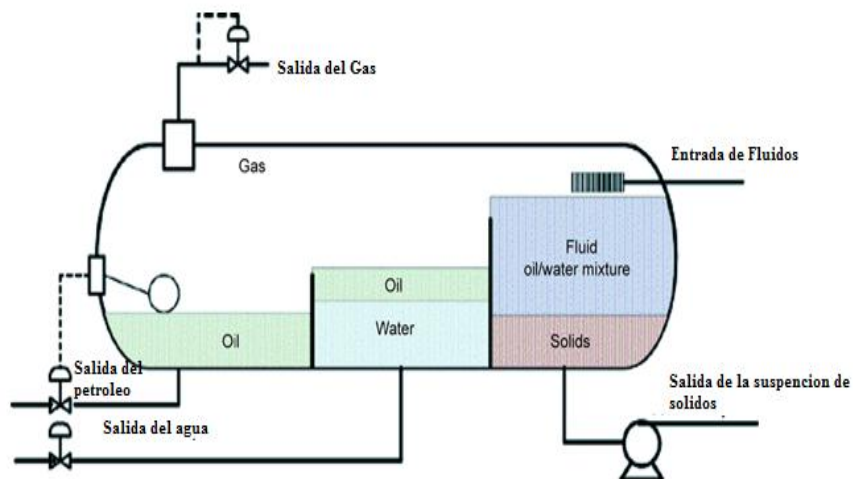 Salida del Gas
Gas
Entrada de Fluidos
Fluid
oil/water mixture
Oil
Water
Oil
Solids
Salida del
petroleo
Salida de la suspencion de
solidos
Salida del agua